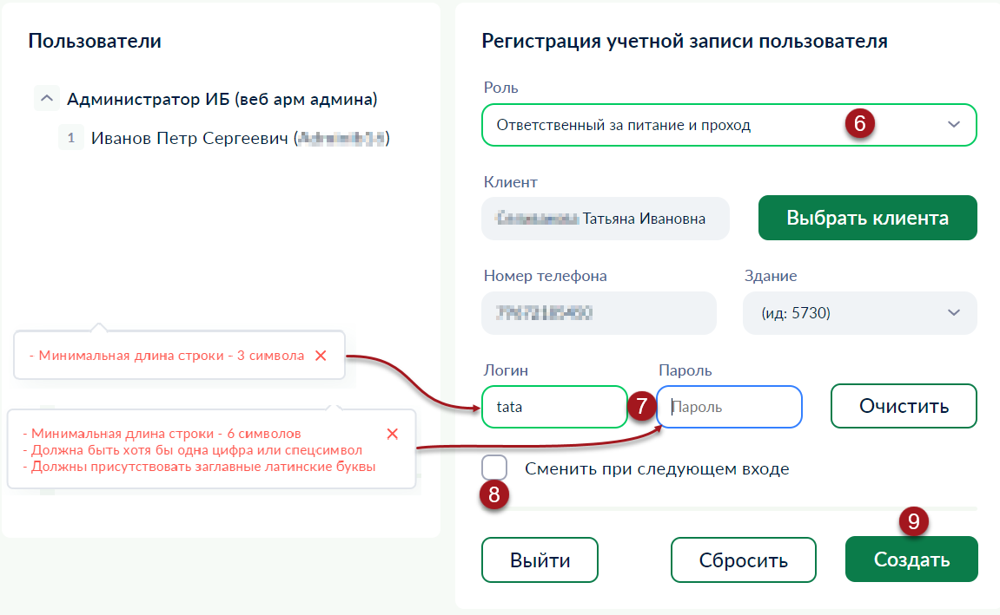 Пользователи
Администратор ИБ (веб арм админа)
1 Иванов Петр Сергеевич (
)
- Минимальная длина строки - 3 символа
- Минимальная длина строки - 6 символов
- Должна быть хотя бы одна цифра или спецсимвол
- Должны присутствовать заглавные латинские буквы
Регистрация учетной записи пользователя
Роль
Ответственный за питание и проход 6
Клиент
Татьяна Ивановна
Выбрать клиента
Номер телефона
Здание
(ид: 5730)
Логин
Пароль
tata
7
Пароль
Очистить
Сменить при следующем входе
8
9
Выйти
Сбросить
Создать